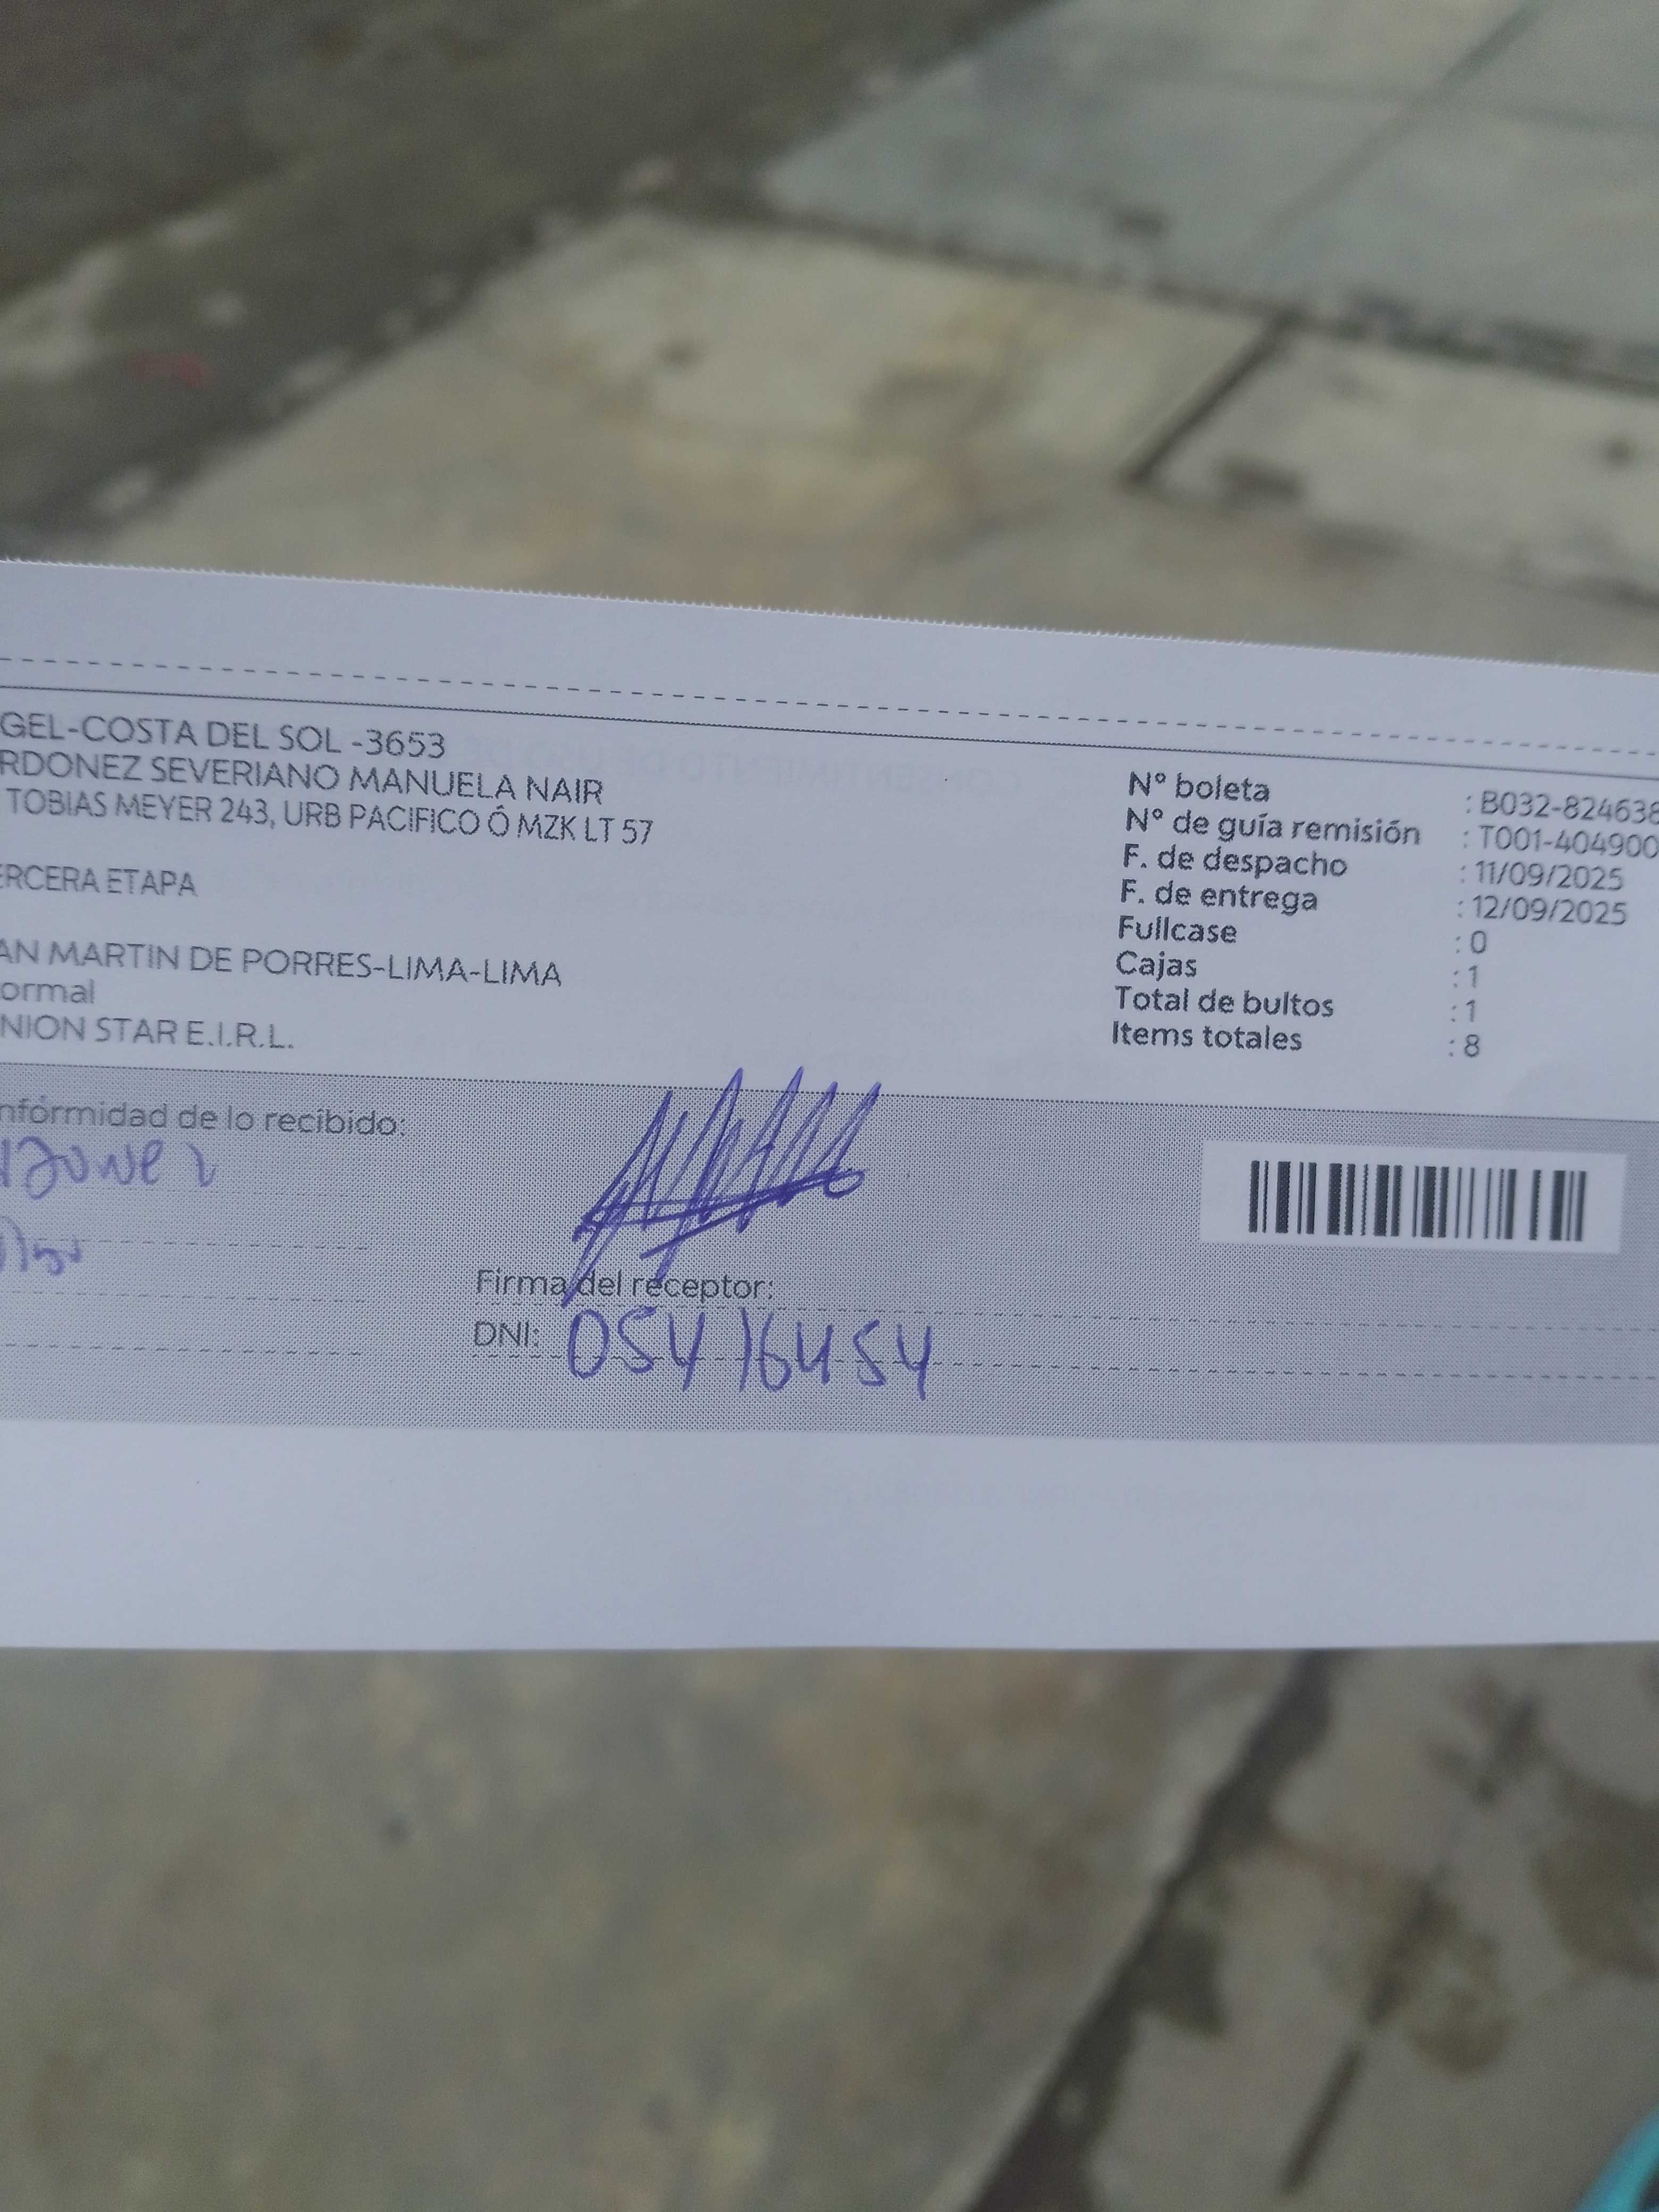 GEL-COSTA DEL SOL -3653
RDONEZ SEVERIANO MANUELA NAIR
TOBIAS MEYER 243, URB PACIFICO Ó MZK LT 57
ERCERA ETAPA
AN MARTIN DE PORRES-LIMA-LIMA
ormal
NION STAR E.I.R.L.
N° boleta : B032-824638
N° de guía remisión : T001-404900
F. de despacho : 11/09/2025
F. de entrega : 12/09/2025
Fullcase : 0
Cajas : 1
Total de bultos : 1
Items totales : 8
nformidad de lo recibido:
Firma del receptor:
DNI: 05416454